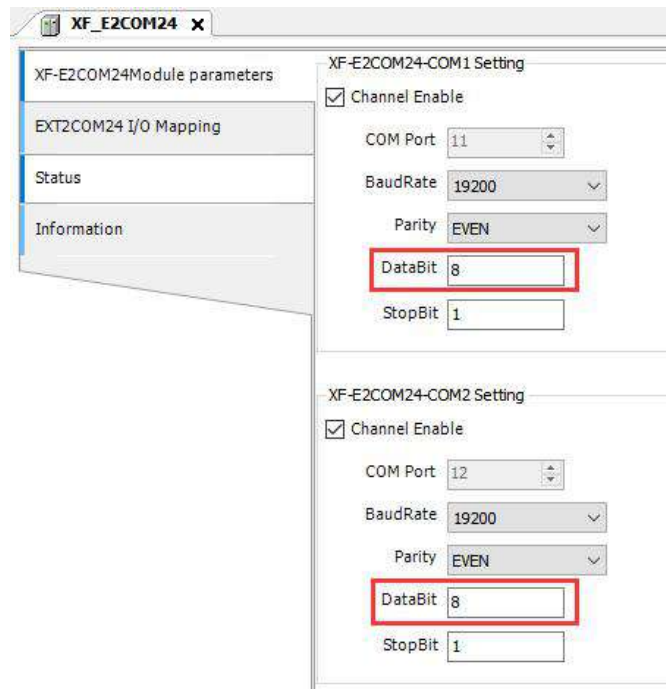 XF_E2COM24 X
XF-E2COM24Module parameters
EXT2COM24 I/O Mapping
Status
Information
XF-E2COM24-COM1 Setting
Channel Enable
COM Port 11
BaudRate 19200
Parity EVEN
DataBit 8
StopBit 1
XF-E2COM24-COM2 Setting
Channel Enable
COM Port 12
BaudRate 19200
Parity EVEN
DataBit 8
StopBit 1